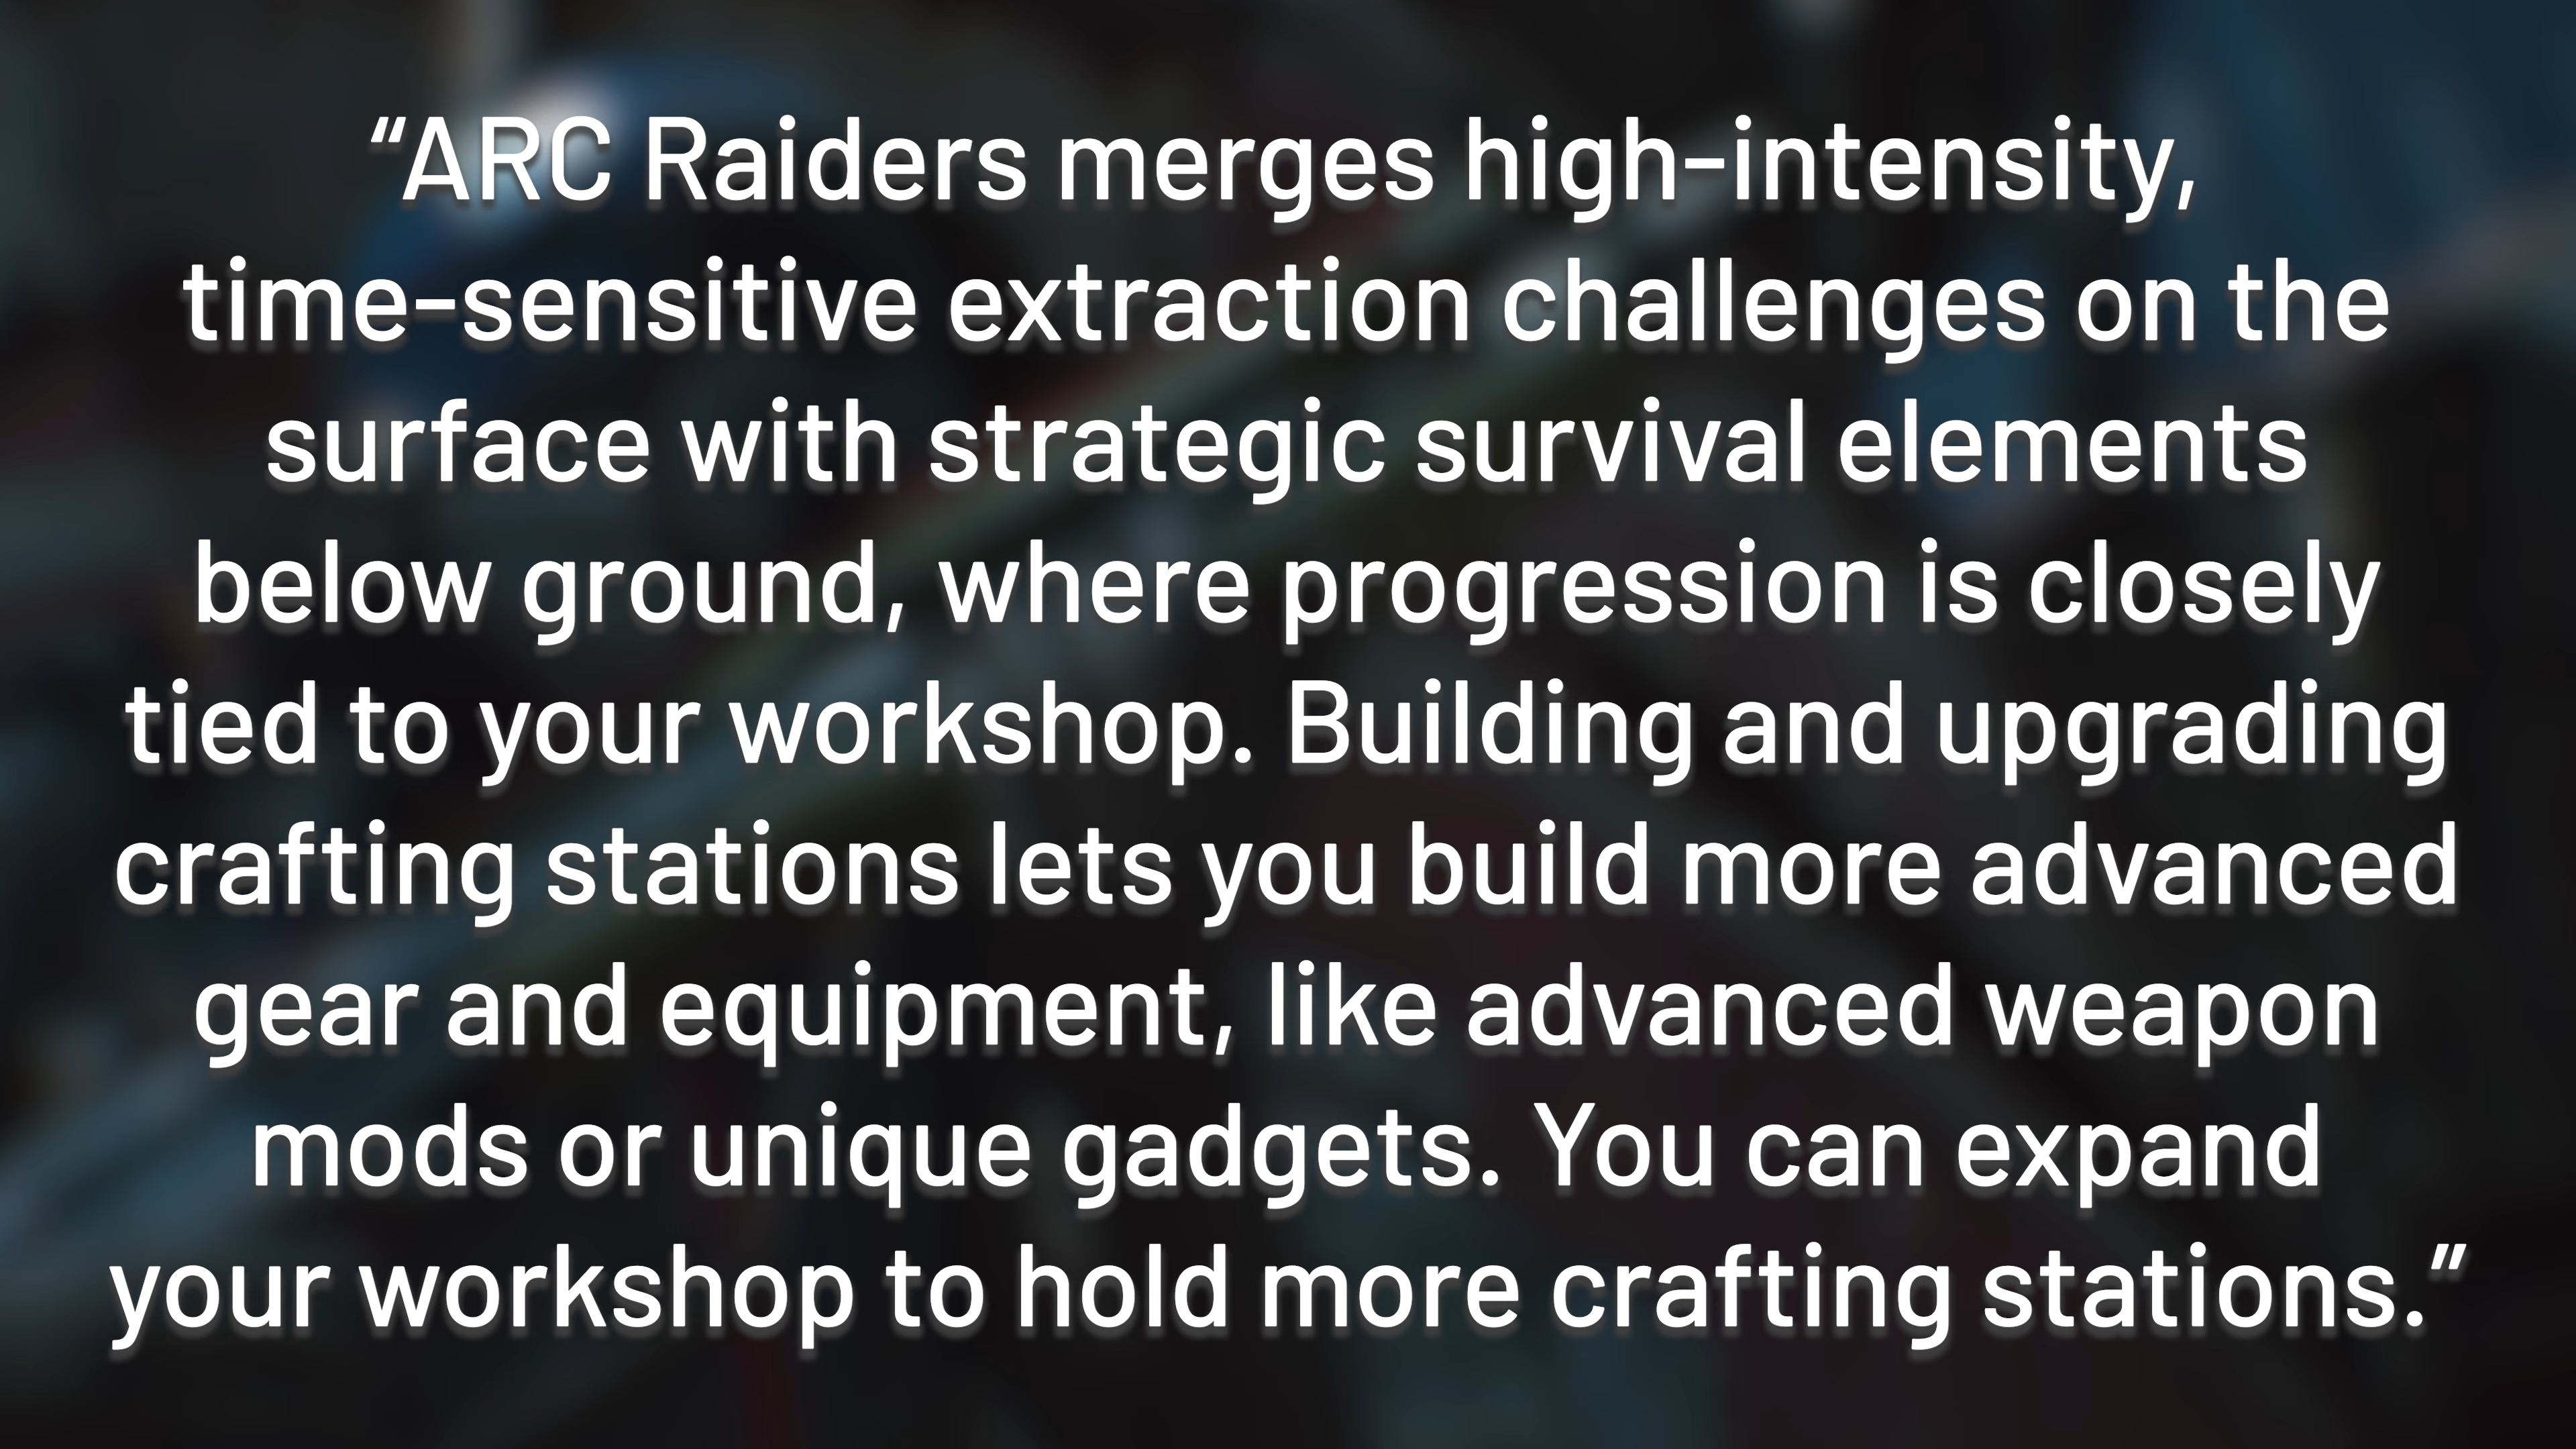 “ARC Raiders merges high-intensity,
time-sensitive extraction challenges on the
surface with strategic survival elements
below ground, where progression is closely
tied to your workshop. Building and upgrading
crafting stations lets you build more advanced
gear and equipment, like advanced weapon
mods or unique gadgets. You can expand
your workshop to hold more crafting stations.”